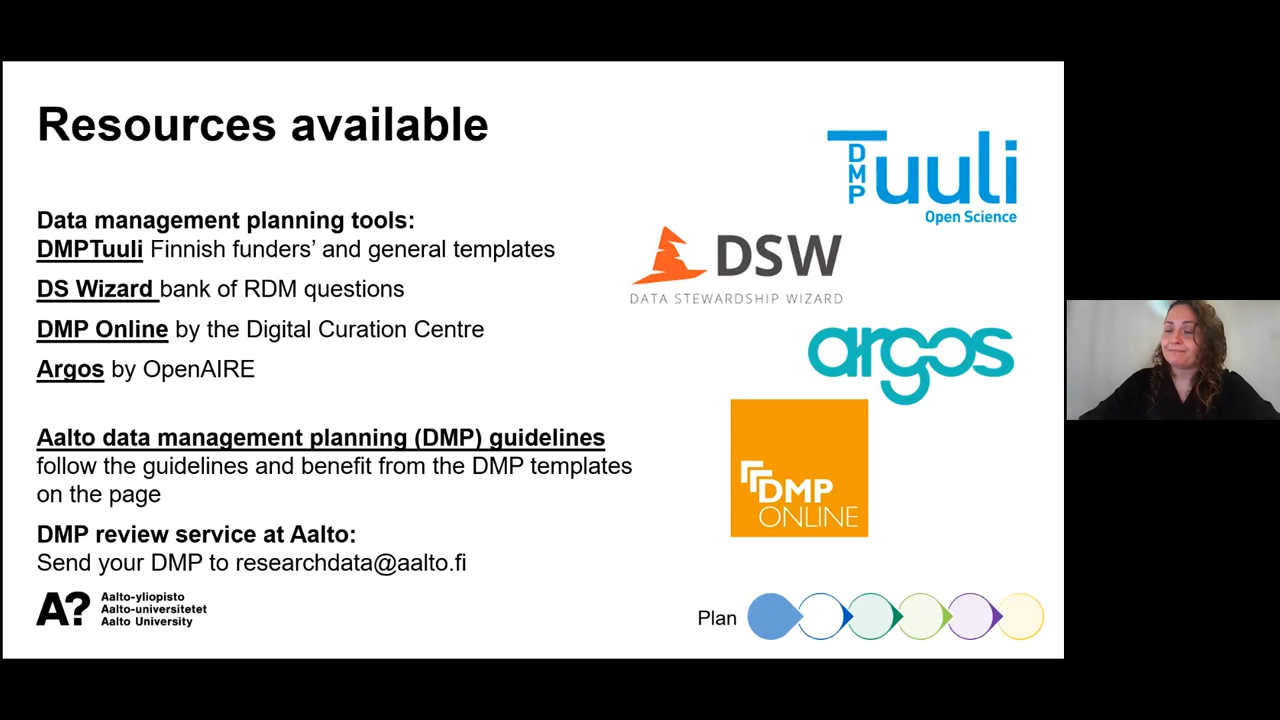 Resources available
Data management planning tools:
DMPTuuli Finnish funders’ and general templates
DS Wizard bank of RDM questions
DMP Online by the Digital Curation Centre
Argos by OpenAIRE
Aalto data management planning (DMP) guidelines
follow the guidelines and benefit from the DMP templates
on the page
DMP review service at Aalto:
Send your DMP to researchdata@aalto.fi
A?
Aalto-yliopisto
Aalto-universitetet
Aalto University
Tuuli
DMP
Open Science
DSW
DATA STEWARDSHIP WIZARD
argos
DMP
ONLINE
Plan